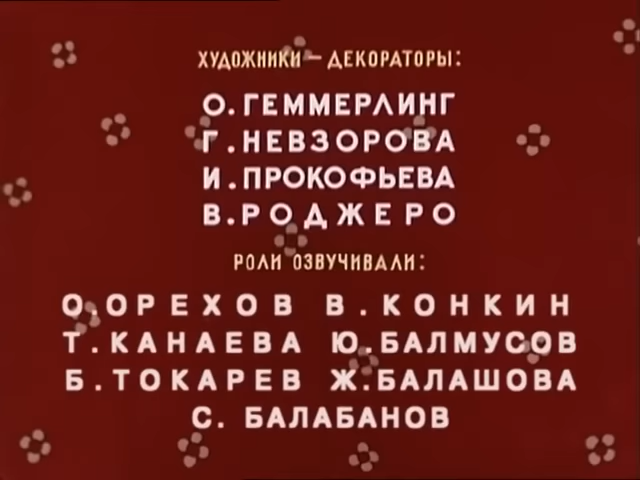 ХУДОЖНИКИ — ДЕКОРАТОРЫ:
О. ГЕММЕРЛИНГ
Г. НЕВЗОРОВА
И. ПРОКОФЬЕВА
В. РОДЖЕРО
РОЛИ ОЗВУЧИВАЛИ:
О. ОРЕХОВ В. КОНКИН
Т. КАНАЕВА Ю. БАЛМУСОВ
Б. ТОКАРЕВ Ж. БАЛАШОВА
С. БАЛАБАНОВ